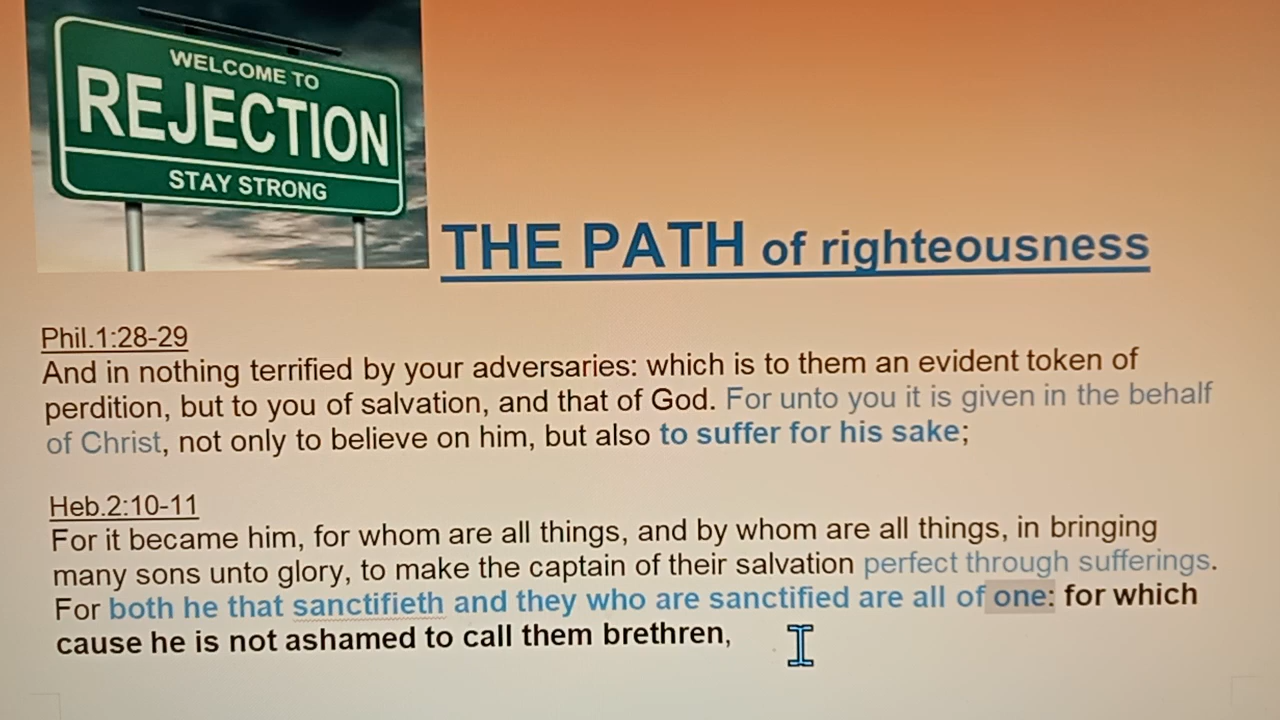 WELCOME TO
REJECTION
STAY STRONG
THE PATH of righteousness
Phil.1:28-29
And in nothing terrified by your adversaries: which is to them an evident token of
perdition, but to you of salvation, and that of God. For unto you it is given in the behalf
of Christ, not only to believe on him, but also to suffer for his sake;
Heb.2:10-11
For it became him, for whom are all things, and by whom are all things, in bringing
many sons unto glory, to make the captain of their salvation perfect through sufferings.
For both he that sanctifieth and they who are sanctified are all of one: for which
cause he is not ashamed to call them brethren,